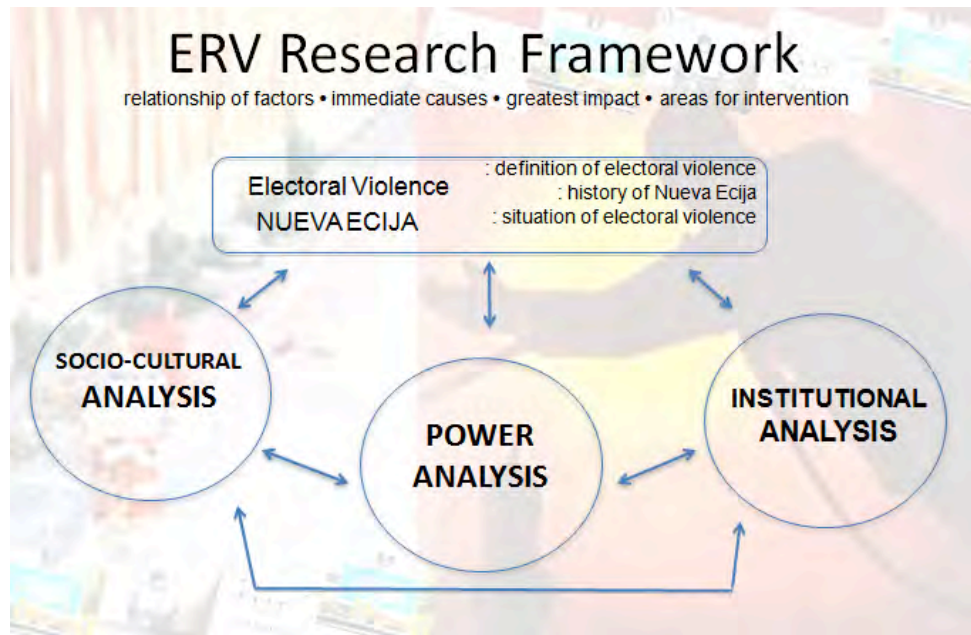 ERV Research Framework
relationship of factors • immediate causes • greatest impact • areas for intervention
Electoral Violence
NUEVA ECIJA
: definition of electoral violence
: history of Nueva Ecija
: situation of electoral violence
SOCIO-CULTURAL
ANALYSIS
POWER
ANALYSIS
INSTITUTIONAL
ANALYSIS